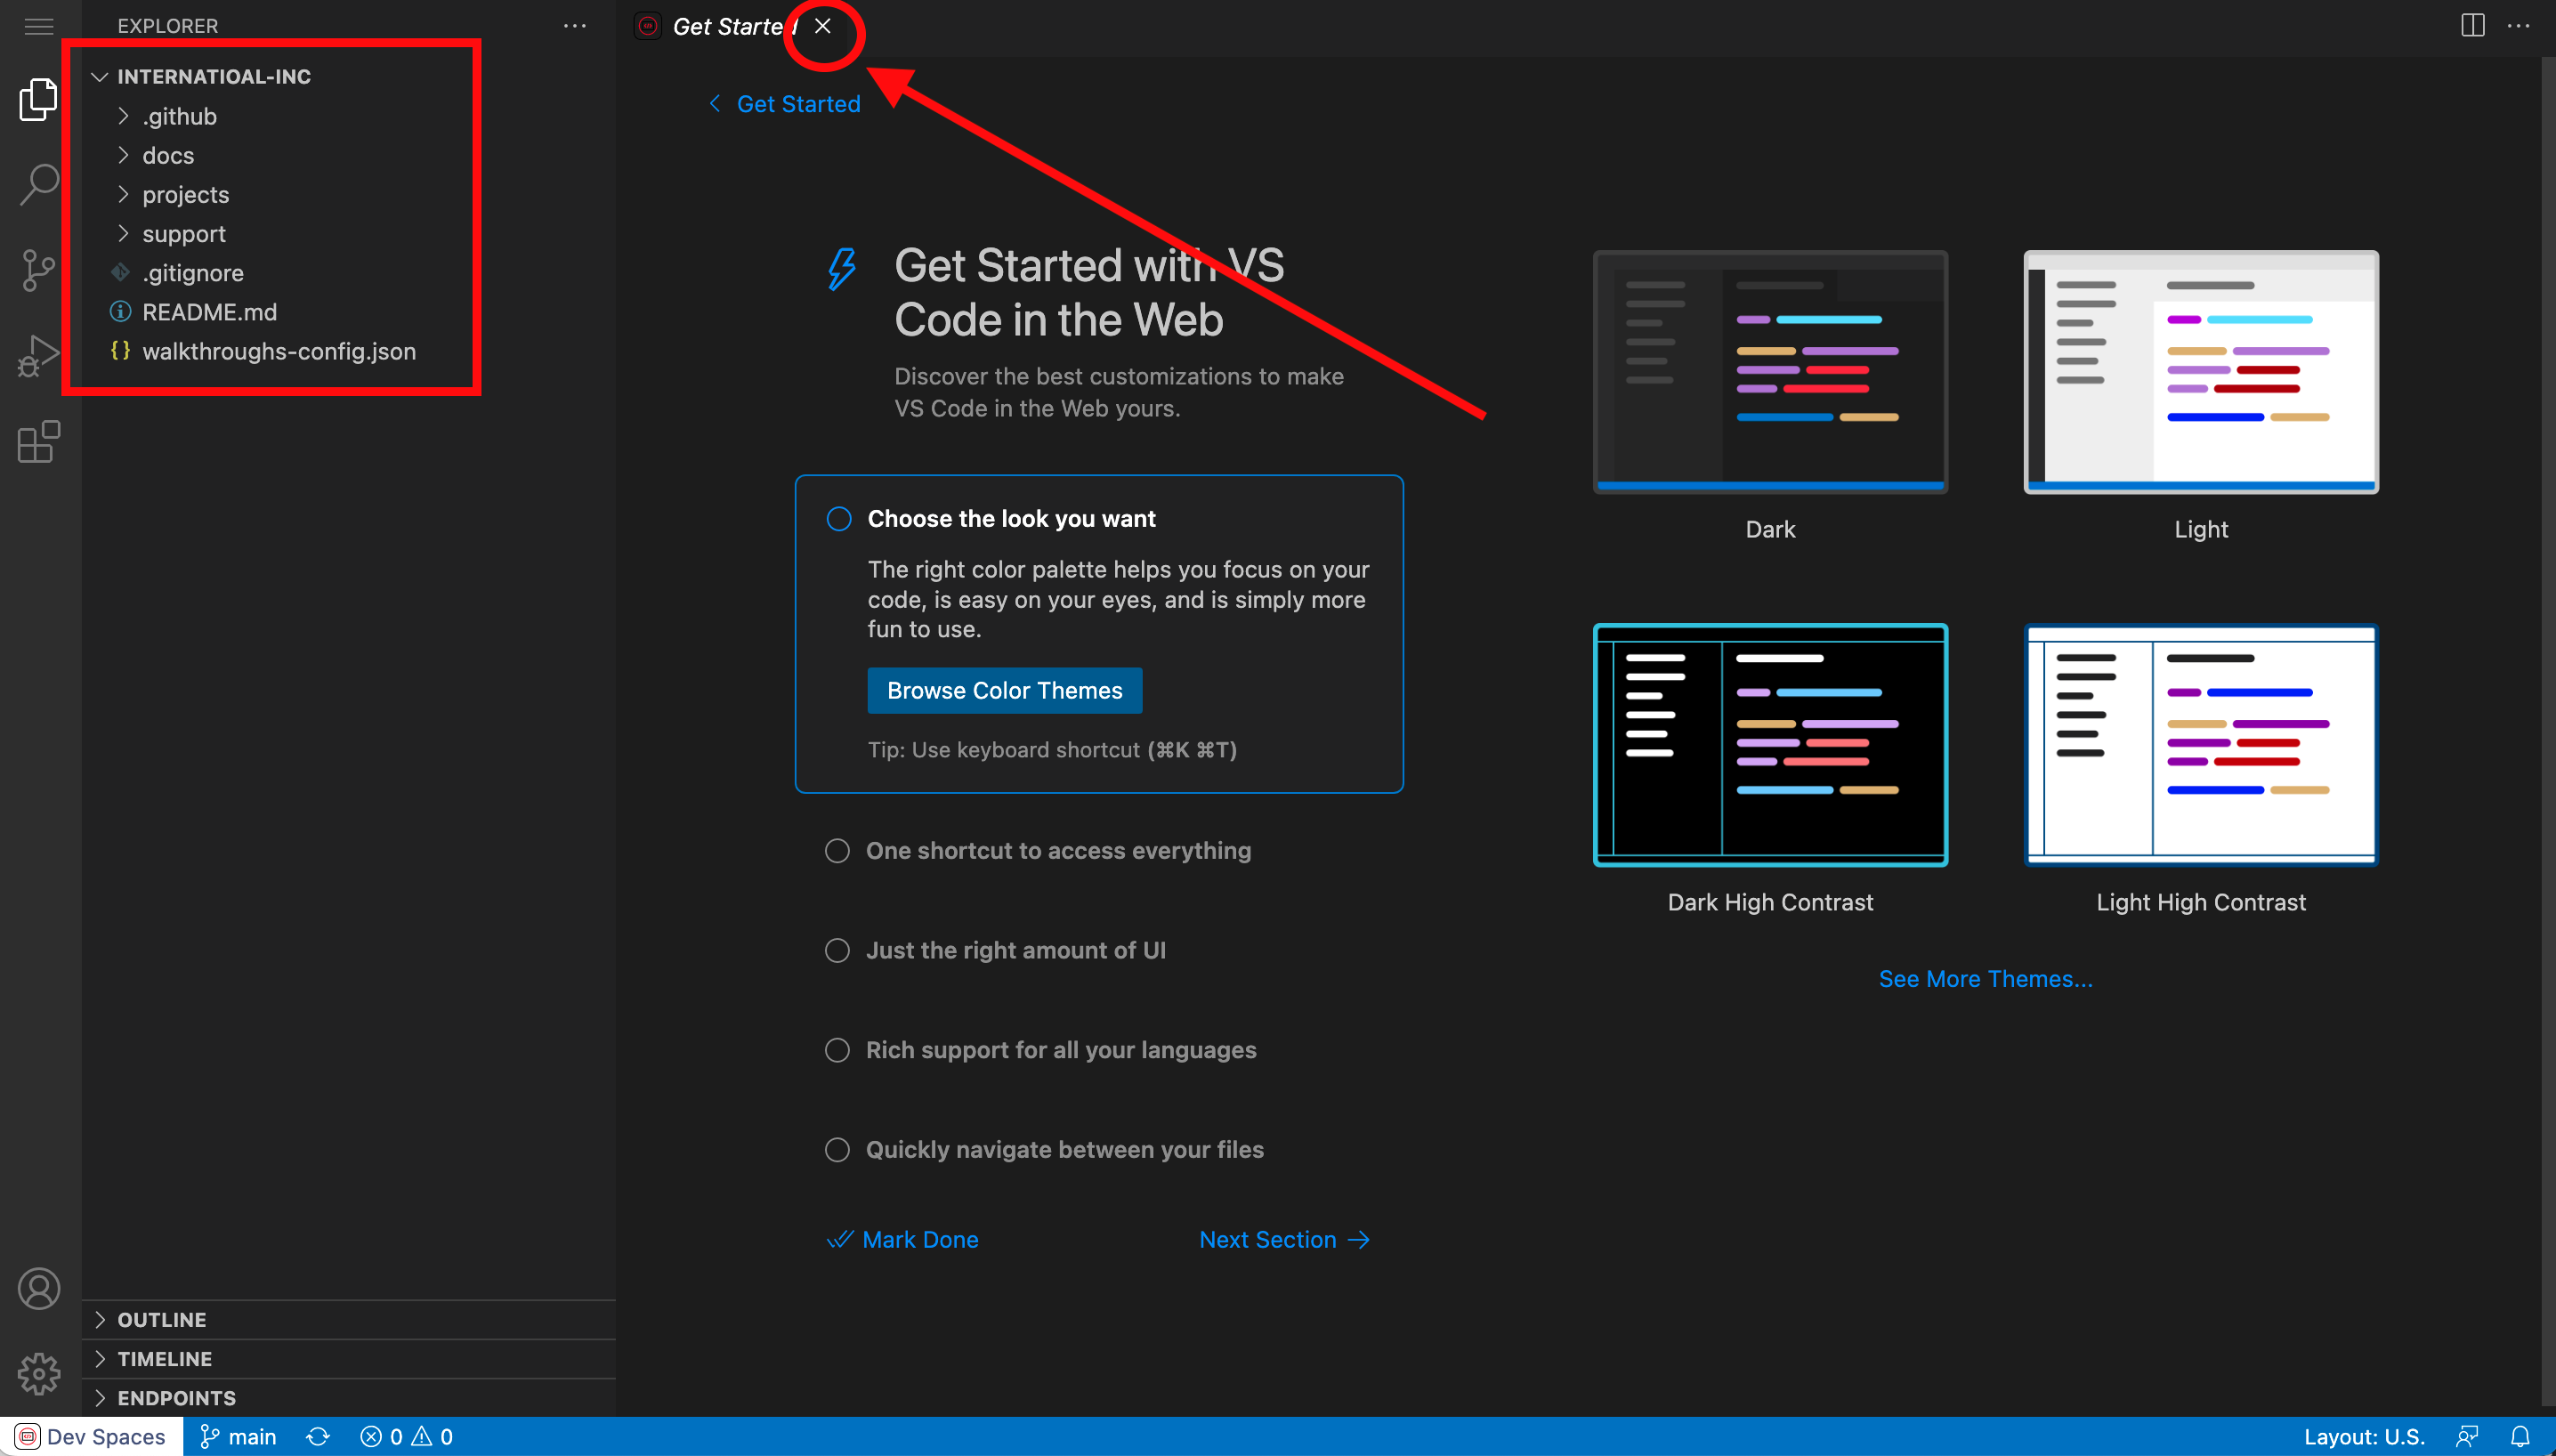 EXPLORER
Get Started
INTERNATIOAL-INC
.github
docs
projects
support
.gitignore
README.md
walkthroughs-config.json
OUTLINE
TIMELINE
ENDPOINTS
Get Started
Get Started with VS
Code in the Web
Discover the best customizations to make
VS Code in the Web yours.
Choose the look you want
The right color palette helps you focus on your
code, is easy on your eyes, and is simply more
fun to use.
Browse Color Themes
Tip: Use keyboard shortcut (⌘K ⌘T)
One shortcut to access everything
Just the right amount of UI
Rich support for all your languages
Quickly navigate between your files
Mark Done
Next Section
Dark
Light
Dark High Contrast
Light High Contrast
See More Themes...
Dev Spaces
main
0
0
Layout: U.S.